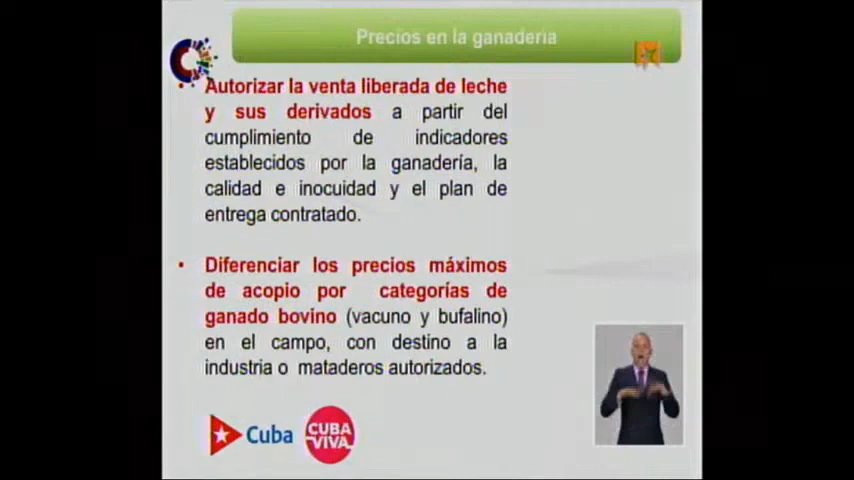 Precios en la ganadería
• Autorizar la venta liberada de leche
y sus derivados a partir del
cumplimiento de indicadores
establecidos por la ganadería, la
calidad e inocuidad y el plan de
entrega contratado.
• Diferenciar los precios máximos
de acopio por categorías de
ganado bovino (vacuno y bufalino)
en el campo, con destino a la
industria o mataderos autorizados.
Cuba
CUBA
VIVA